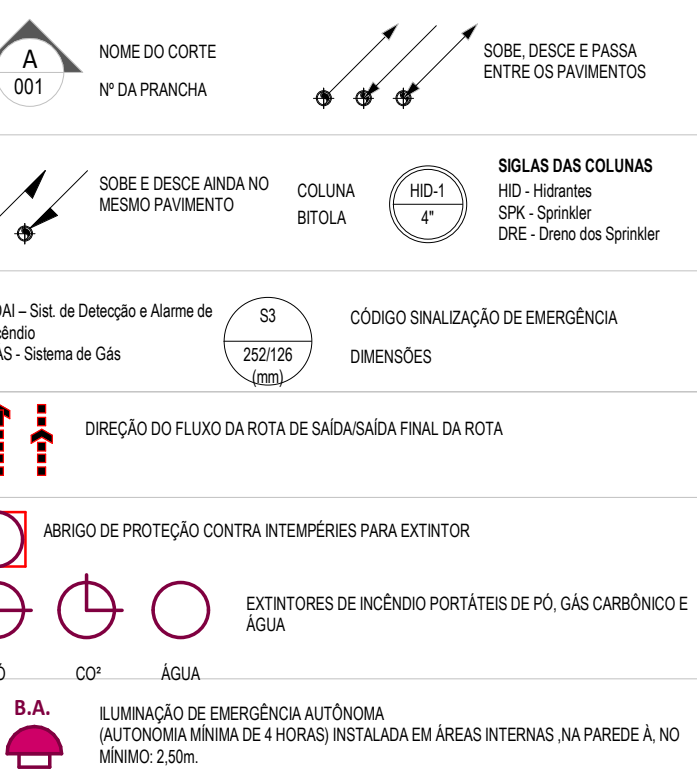 A
001
NOME DO CORTE
Nº DA PRANCHA
SOBE, DESCE E PASSA
ENTRE OS PAVIMENTOS
SOBE E DESCE AINDA NO
MESMO PAVIMENTO
COLUNA
BITOLA
HID-1
4"
SIGLAS DAS COLUNAS
HID - Hidrantes
SPK - Sprinkler
DRE - Dreno dos Sprinkler
DAI – Sist. de Detecção e Alarme de
cêndio
AS - Sistema de Gás
S3
252/126
(mm)
CÓDIGO SINALIZAÇÃO DE EMERGÊNCIA
DIMENSÕES
DIREÇÃO DO FLUXO DA ROTA DE SAÍDA/SAÍDA FINAL DA ROTA
ABRIGO DE PROTEÇÃO CONTRA INTEMPÉRIES PARA EXTINTOR
EXTINTORES DE INCÊNDIO PORTÁTEIS DE PÓ, GÁS CARBÔNICO E
ÁGUA
Ó
CO²
ÁGUA
B.A.
ILUMINAÇÃO DE EMERGÊNCIA AUTÔNOMA
(AUTONOMIA MÍNIMA DE 4 HORAS) INSTALADA EM ÁREAS INTERNAS ,NA PAREDE À, NO
MÍNIMO: 2,50m.